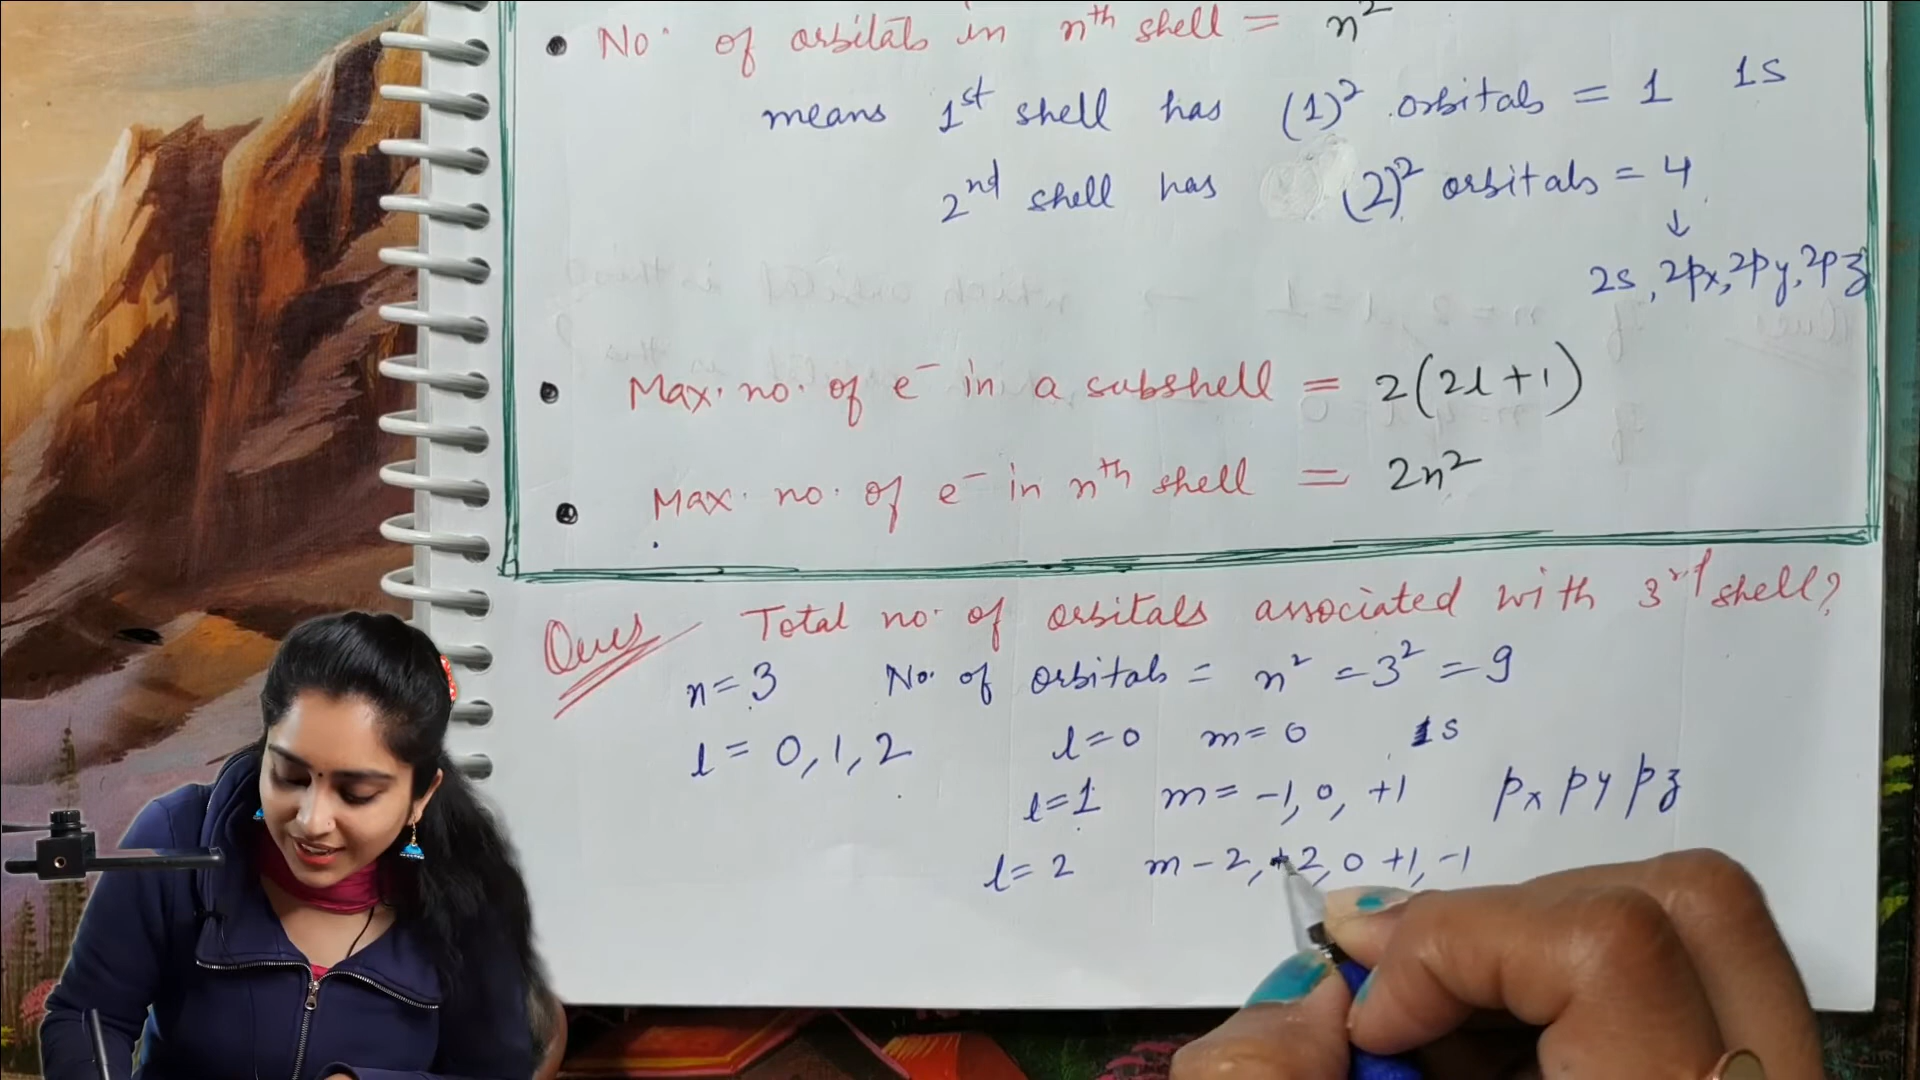 • No. of orbitals in nth shell = n²
means 1st shell has (1)² orbitals = 1 1s
2nd shell has (2)² orbitals = 4
↓
2s, 2px, 2py, 2pz
• Max. no. of e⁻ in a subshell = 2(2l+1)
• Max. no. of e⁻ in nth shell = 2n²
Ques Total no. of orbitals associated with 3rd shell?
n=3 No. of orbitals = n² = 3² = 9
l = 0, 1, 2 l=0 m=0 s
l=1 m= -1, 0, +1 px py pz
l= 2 m -2, +2, 0 +1, -1